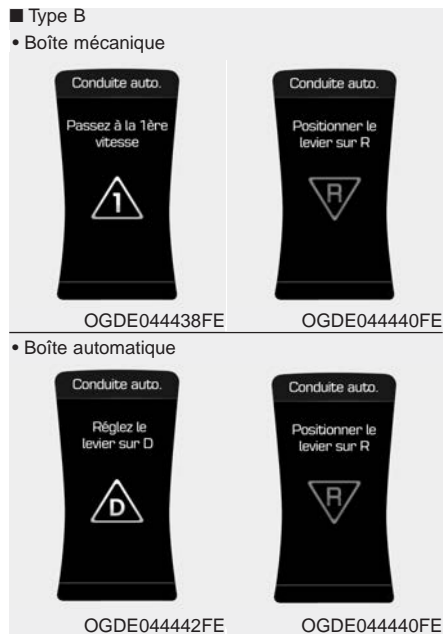 ■ Type B
• Boîte mécanique
Conduite auto.
Passez à la 1ère
vitesse
1
OGDE044438FE
Conduite auto.
Positionner le
levier sur R
R
OGDE044440FE
• Boîte automatique
Conduite auto.
Réglez le
levier sur D
D
OGDE044442FE
Conduite auto.
Positionner le
levier sur R
R
OGDE044440FE